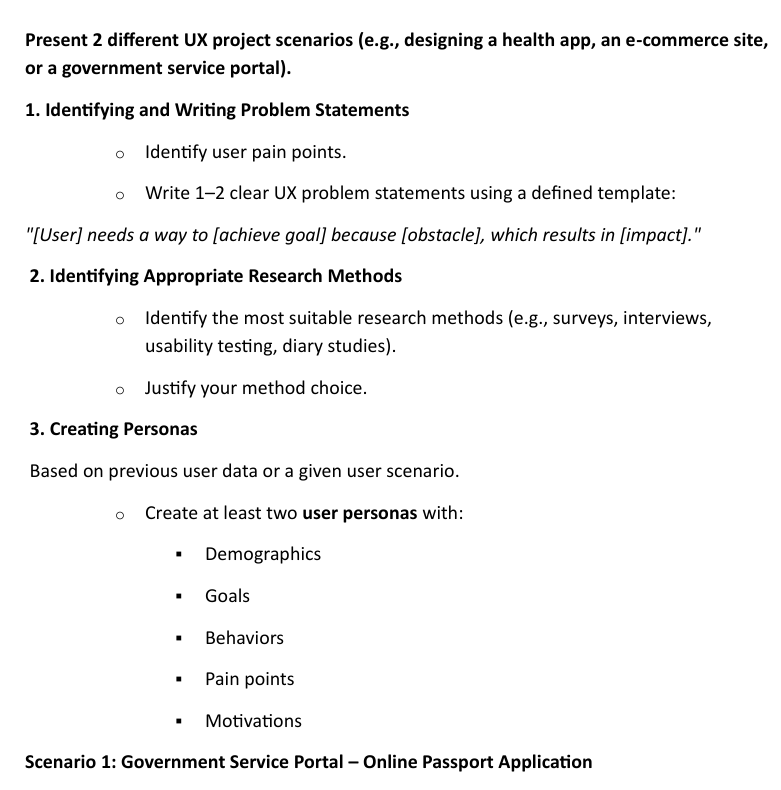 Present 2 different UX project scenarios (e.g., designing a health app, an e-commerce site,
or a government service portal).
1. Identifying and Writing Problem Statements
o Identify user pain points.
o Write 1–2 clear UX problem statements using a defined template:
"[User] needs a way to [achieve goal] because [obstacle], which results in [impact]."
2. Identifying Appropriate Research Methods
o Identify the most suitable research methods (e.g., surveys, interviews,
usability testing, diary studies).
o Justify your method choice.
3. Creating Personas
Based on previous user data or a given user scenario.
o Create at least two user personas with:
▪ Demographics
▪ Goals
▪ Behaviors
▪ Pain points
▪ Motivations
Scenario 1: Government Service Portal – Online Passport Application